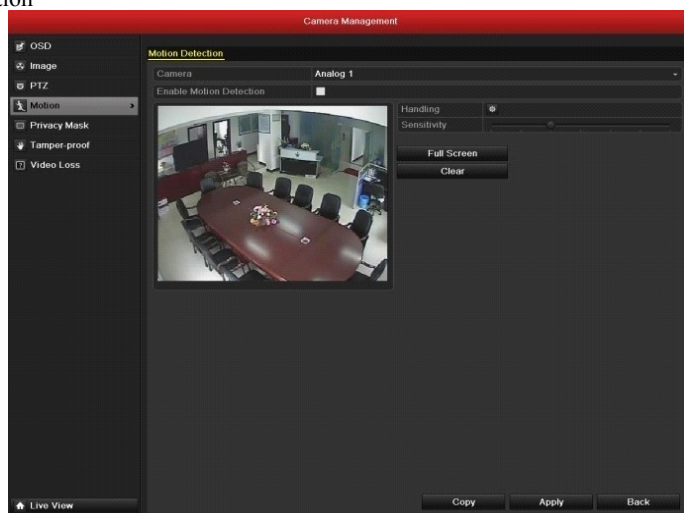 tion
Camera Management
OSD
Image
PTZ
Motion
Privacy Mask
Tamper-proof
Video Loss
Live View
Motion Detection
Camera Analog 1
Enable Motion Detection
Handling
Sensitivity
Full Screen
Clear
Copy Apply Back